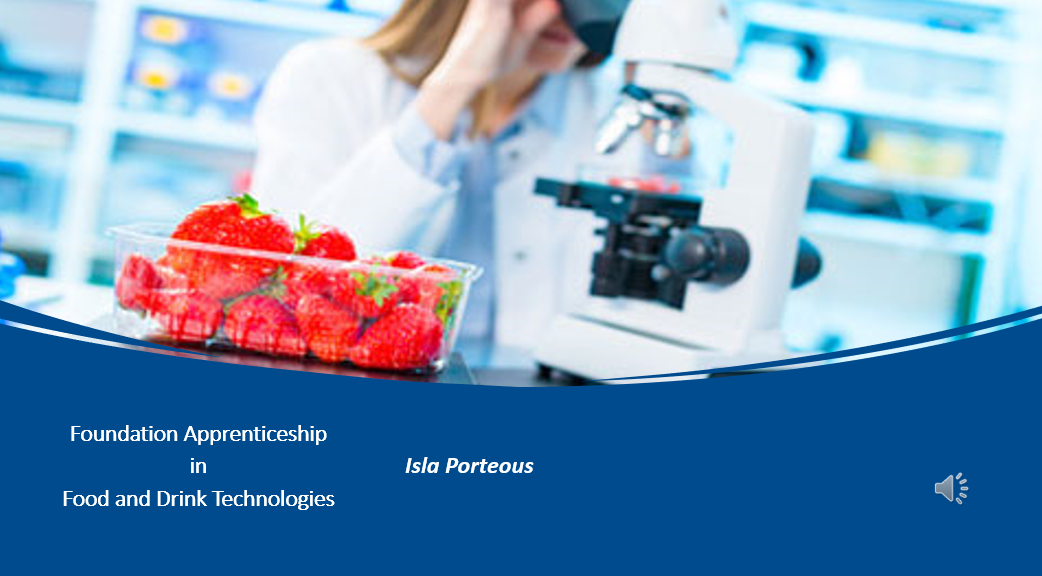 Foundation Apprenticeship
in
Food and Drink Technologies
Isla Porteous